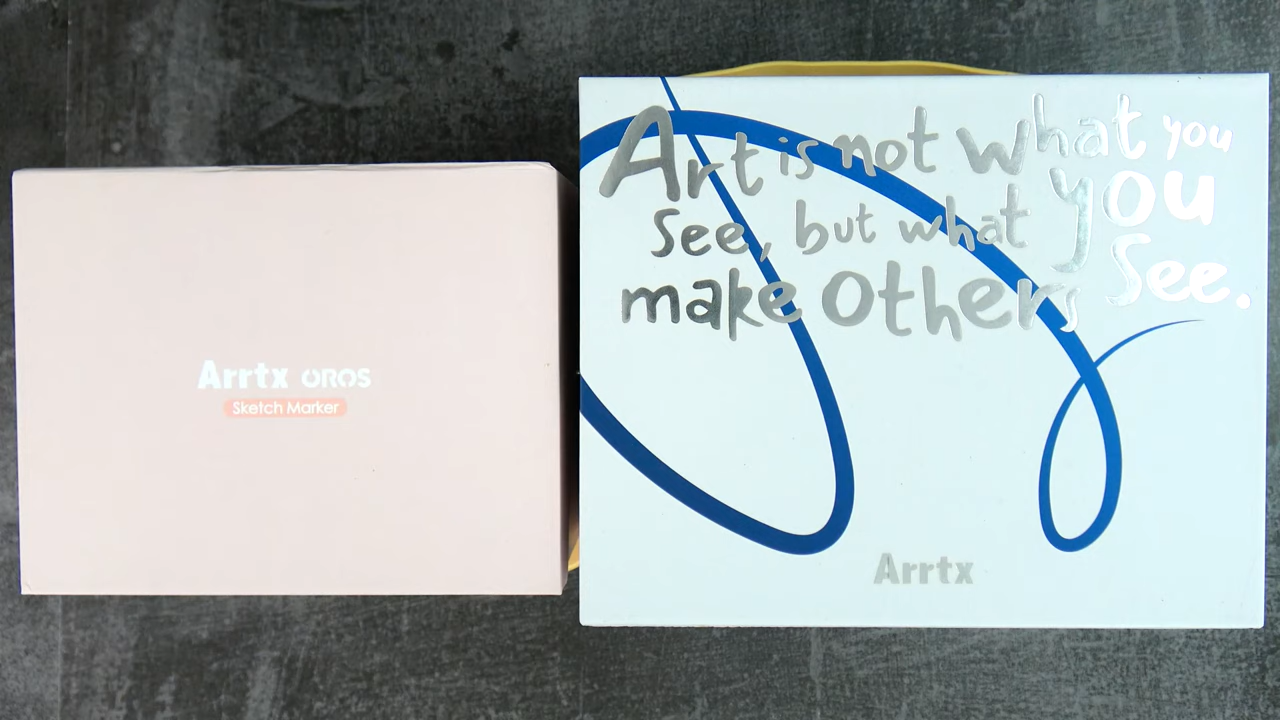 Arrtx OROS
Sketch Marker
Art is not what you
see, but what you
make others see.
Arrtx